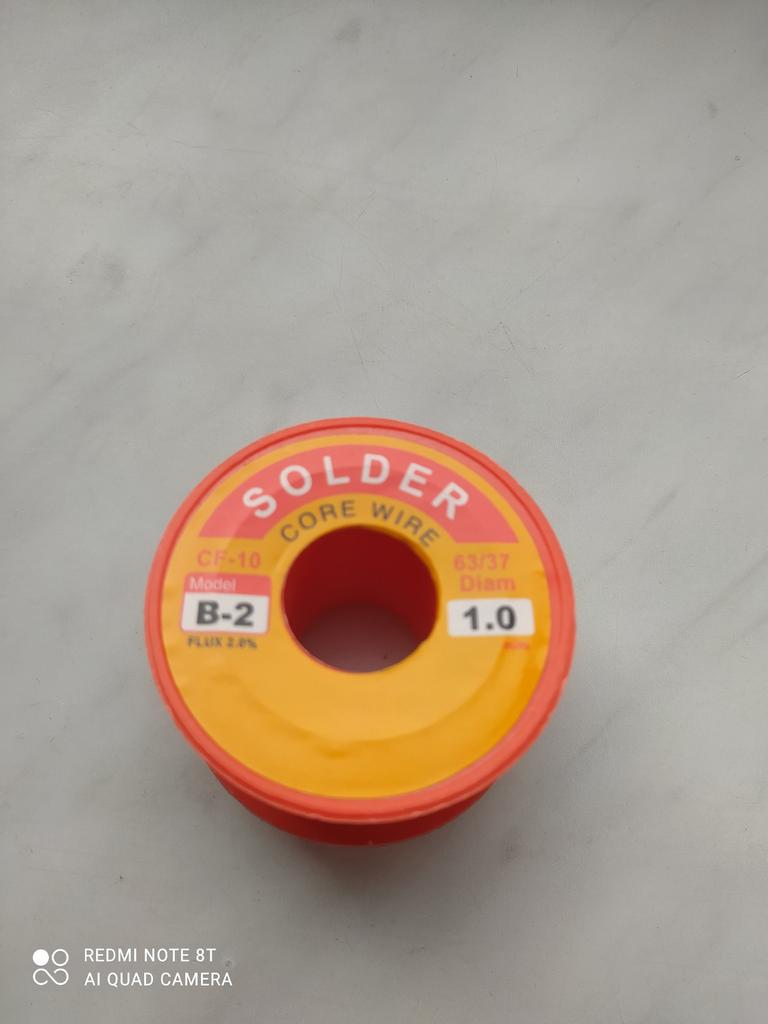 SOLDER
CORE WIRE
CF-10
63/37
Model
Diam
B-2
1.0
FLUX 2.0%
REDMI NOTE 8T
AI QUAD CAMERA